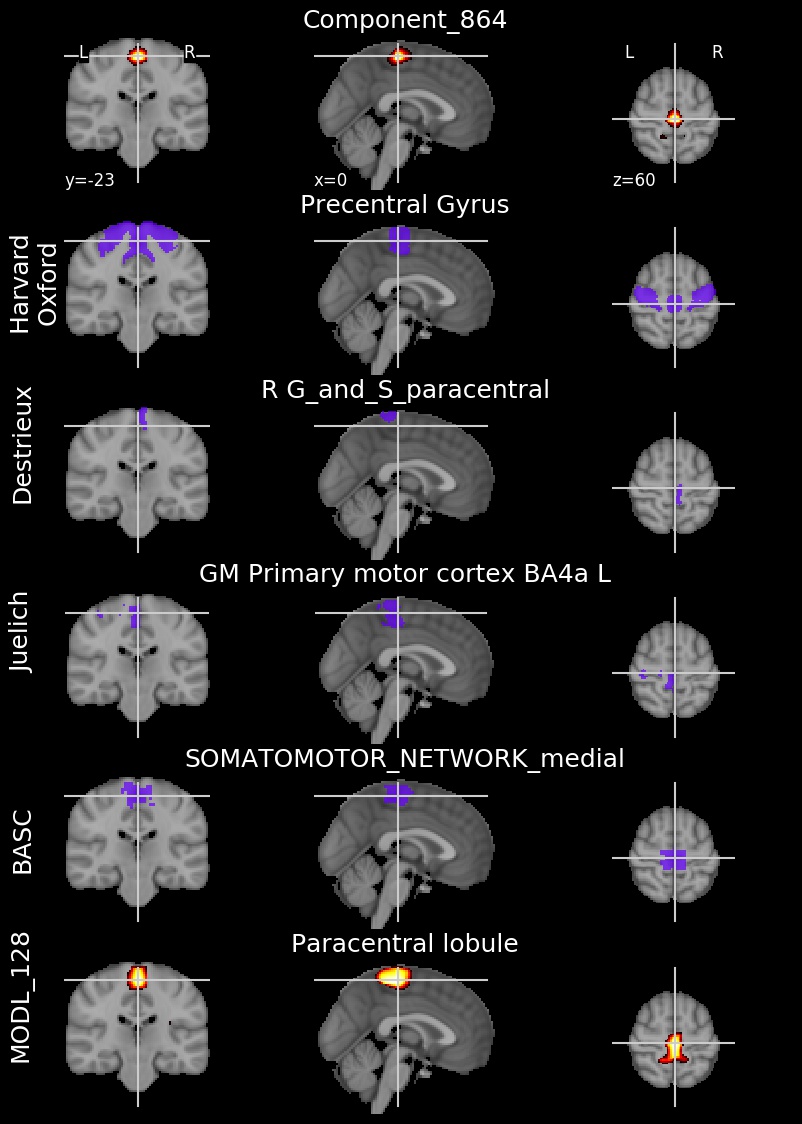 Component_864
L
R
L
R
y=-23
x=0
z=60
Precentral Gyrus
Harvard
Oxford
R G_and_S_paracentral
Destrieux
GM Primary motor cortex BA4a L
Juelich
SOMATOMOTOR_NETWORK_medial
BASC
Paracentral lobule
MODL_128